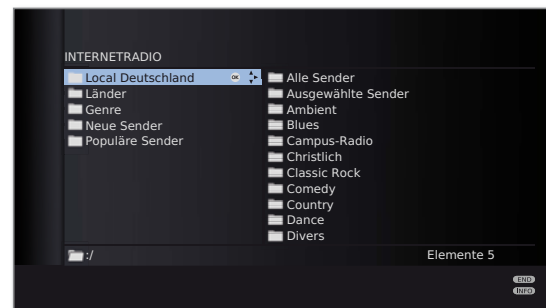 INTERNETRADIO
Local Deutschland OK
Länder
Genre
Neue Sender
Populäre Sender
Alle Sender
Ausgewählte Sender
Ambient
Blues
Campus-Radio
Christlich
Classic Rock
Comedy
Country
Dance
Divers
:/
Elemente 5
END
INFO